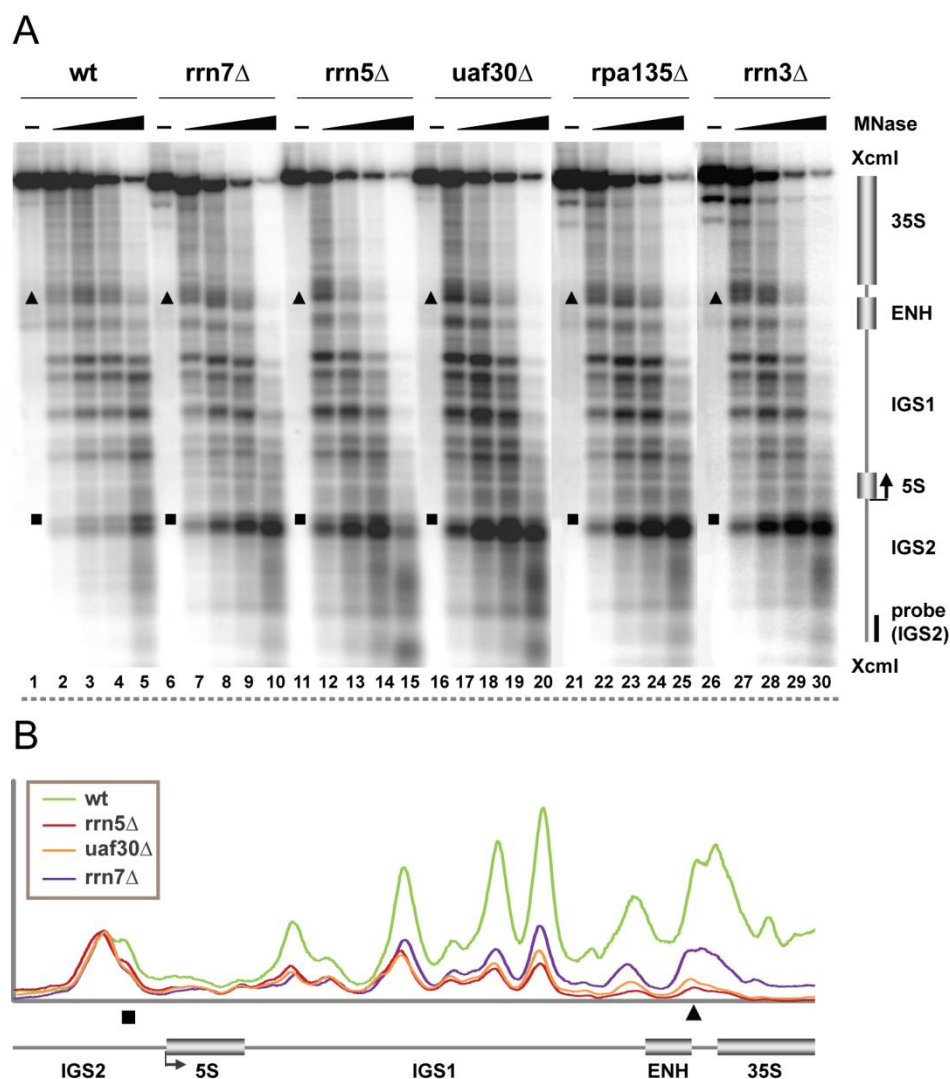 A
wt rrn7Δ rrn5Δ uaf30Δ rpa135Δ rrn3Δ
– – – – – – MNase
XcmI
35S
ENH
IGS1
5S
IGS2
probe
(IGS2)
XcmI
1 2 3 4 5 6 7 8 9 10 11 12 13 14 15 16 17 18 19 20 21 22 23 24 25 26 27 28 29 30
B
wt
rrn5Δ
uaf30Δ
rrn7Δ
IGS2 5S IGS1 ENH 35S